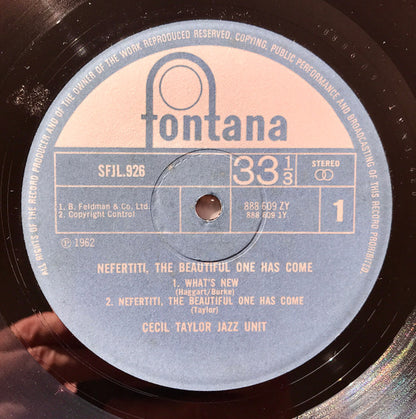 ALL RIGHTS OF THE RECORD PRODUCER AND OF THE OWNER OF THE WORK REPRODUCED RESERVED. COPYING, PUBLIC PERFORMANCE AND BROADCASTING OF THIS RECORD PROHIBITED.
fontana
SFJL.926
33 1/3
STEREO
1. B. Feldman & Co. Ltd.
2. Copyright Control
888 609 ZY
888 609 1Y
1
℗ 1962
NEFERTITI, THE BEAUTIFUL ONE HAS COME
1. WHAT'S NEW
(Haggart/Burke)
2. NEFERTITI, THE BEAUTIFUL ONE HAS COME
(Taylor)
CECIL TAYLOR JAZZ UNIT